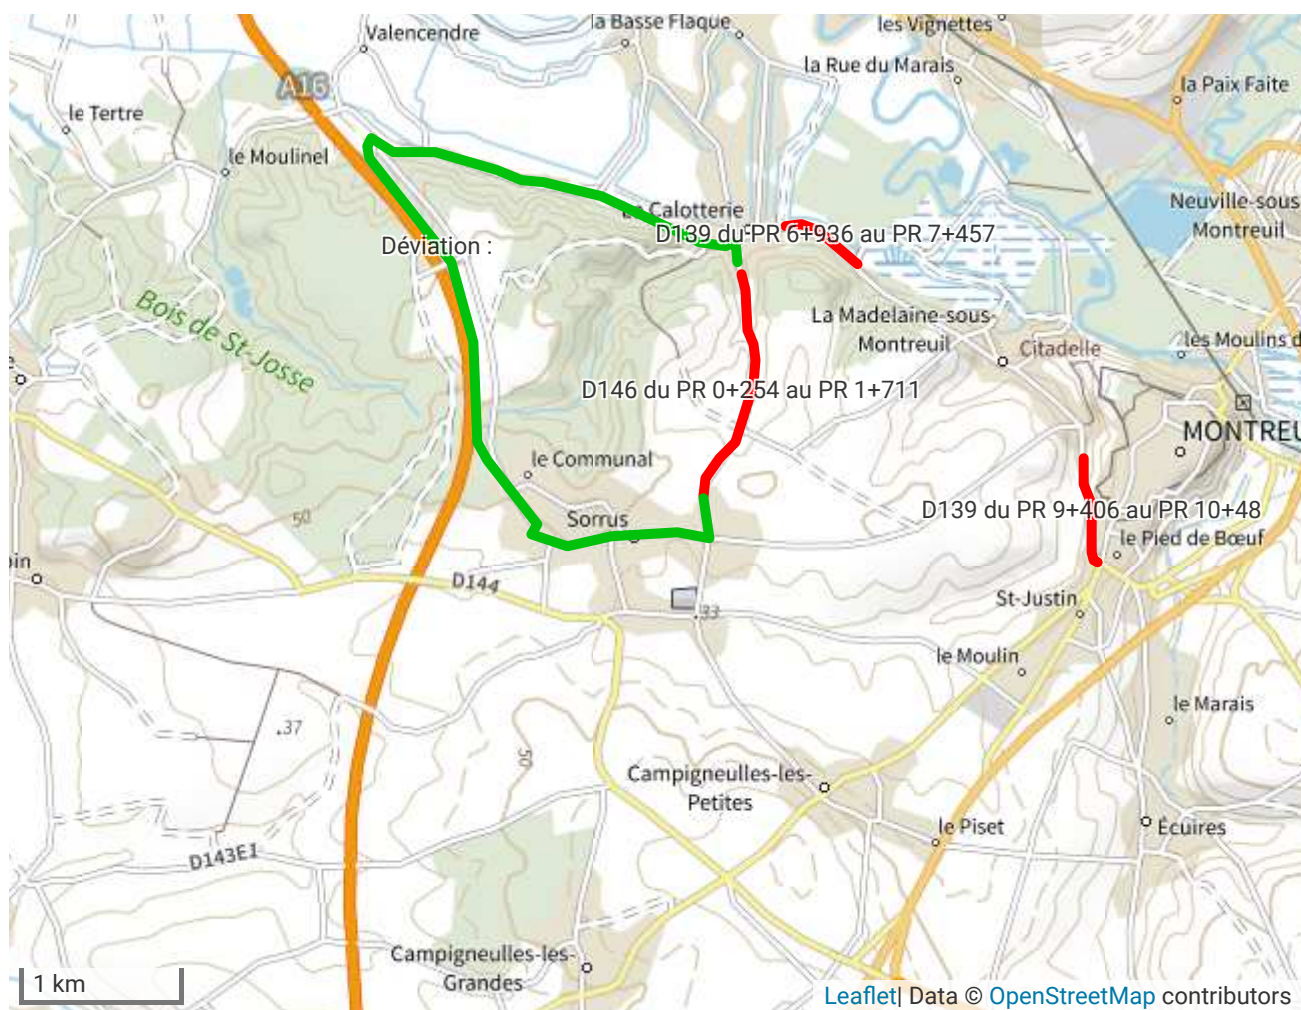 la Basse Flaque
les Vignettes
Valencendre
la Rue du Marais
A16
la Paix Faite
le Tertre
le Moulinel
Neuville-sous
Montreuil
La Calotterie
D139 du PR 6+936 au PR 7+457
Déviation :
Bois de St-Josse
La Madelaine-sous-
Montreuil
Citadelle
les Moulins d
D146 du PR 0+254 au PR 1+711
MONTREU
le Communal
50
Sorrus
D139 du PR 9+406 au PR 10+48
le Pied de Bœuf
oin
D144
St-Justin
33
le Moulin
le Marais
37
50
Campigneulles-les-
Petites
le Piset
Écuires
D143E1
Campigneulles-les-
Grandes
1 km
Leaflet| Data © OpenStreetMap contributors